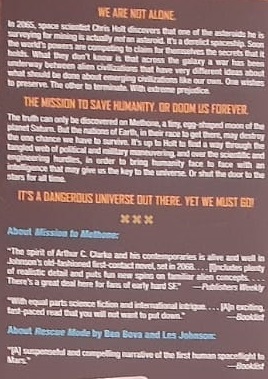 WE ARE NOT ALONE.
In 2065, space scientist Chris Holt discovers that one of the asteroids he is
surveying for mining is actually not an asteroid. It's a derelict spaceship. Soon
the world's powers are competing to claim for themselves the secrets that it
holds. What they don't know is that across the galaxy a war has been
underway between alien civilizations that have very different ideas about
what should be done about emerging civilizations like our own. One wishes
to preserve. The other to terminate. With extreme prejudice.
THE MISSION TO SAVE HUMANITY. OR DOOM US FOREVER.
The truth can only be discovered on Methone, a tiny, egg-shaped moon of the
planet Saturn. But the nations of Earth, in their race to get there, may destroy
the one chance we have to survive. It's up to Holt to find a way through the
tangled web of political and military maneuvering, and over the scientific and
engineering hurdles, in order to bring humanity face to face with an
intelligence that may give us the key to the universe. Or shut the door to the
stars for all time.
IT'S A DANGEROUS UNIVERSE OUT THERE. YET WE MUST GO!
About Mission to Methone:
"The spirit of Arthur C. Clarke and his contemporaries is alive and well in
Johnson's old-fashioned first-contact novel, set in 2068. . . . [I]ncludes plenty
of realistic detail and puts fun new spins on familiar alien concepts. . . .
There's a great deal here for fans of early hard SF." —Publishers Weekly
"With equal parts science fiction and international intrigue. . . . [A]n exciting,
fast-paced read that you will not want to put down." —Booklist
About Rescue Mode by Ben Bova and Les Johnson:
"[A] suspenseful and compelling narrative of the first human spaceflight to
Mars." —Booklist